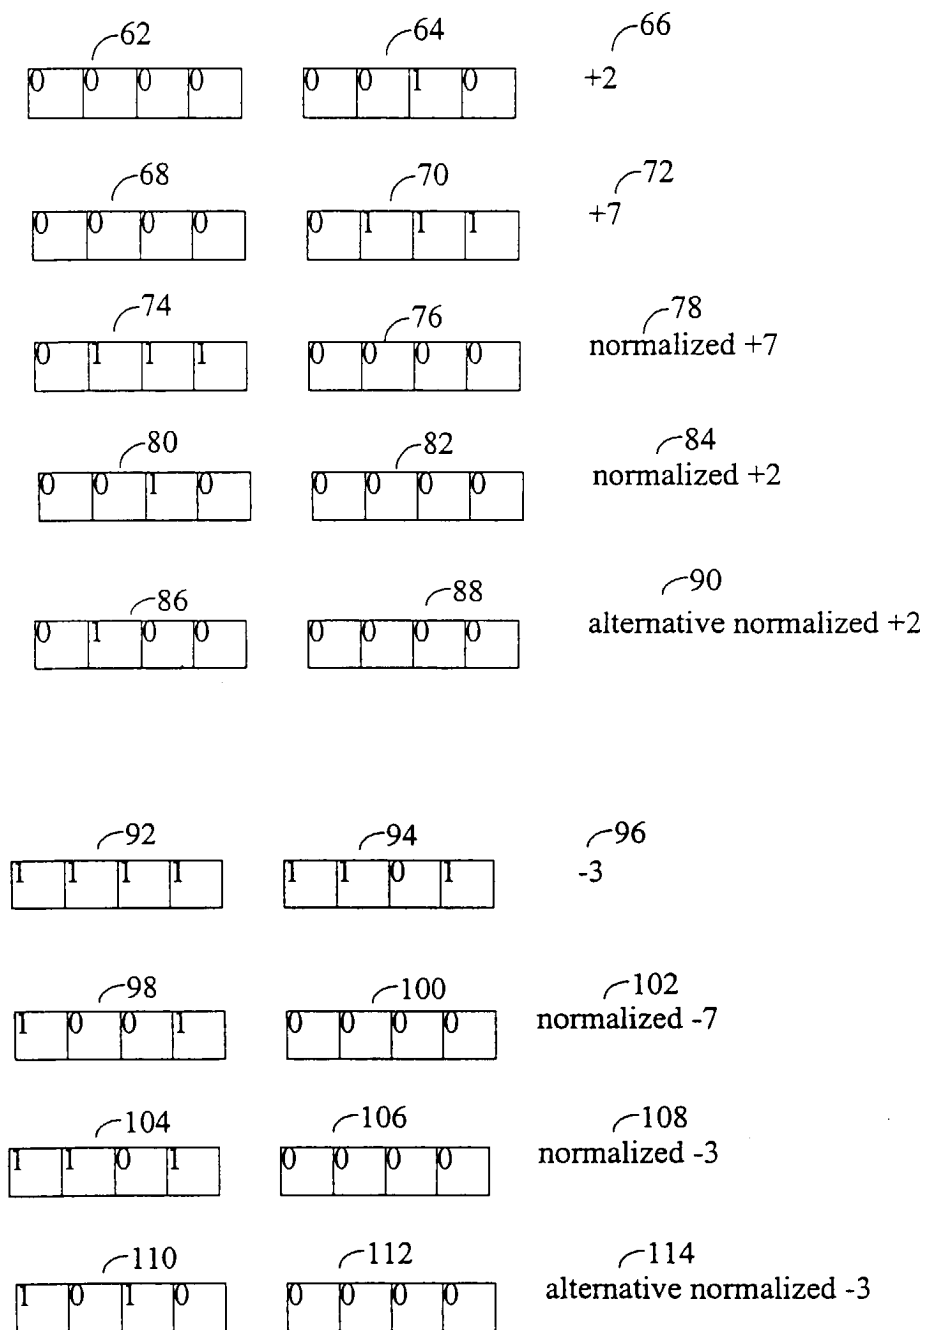 62 64 66
0 0 0 0 0 0 1 0 +2
68 70 72
0 0 0 0 0 1 1 1 +7
74 76 78
0 1 1 1 0 0 0 0 normalized +7
80 82 84
0 0 1 0 0 0 0 0 normalized +2
86 88 90
0 1 0 0 0 0 0 0 alternative normalized +2
92 94 96
1 1 1 1 1 1 0 1 -3
98 100 102
1 0 0 1 0 0 0 0 normalized -7
104 106 108
1 1 0 1 0 0 0 0 normalized -3
110 112 114
1 0 1 0 0 0 0 0 alternative normalized -3